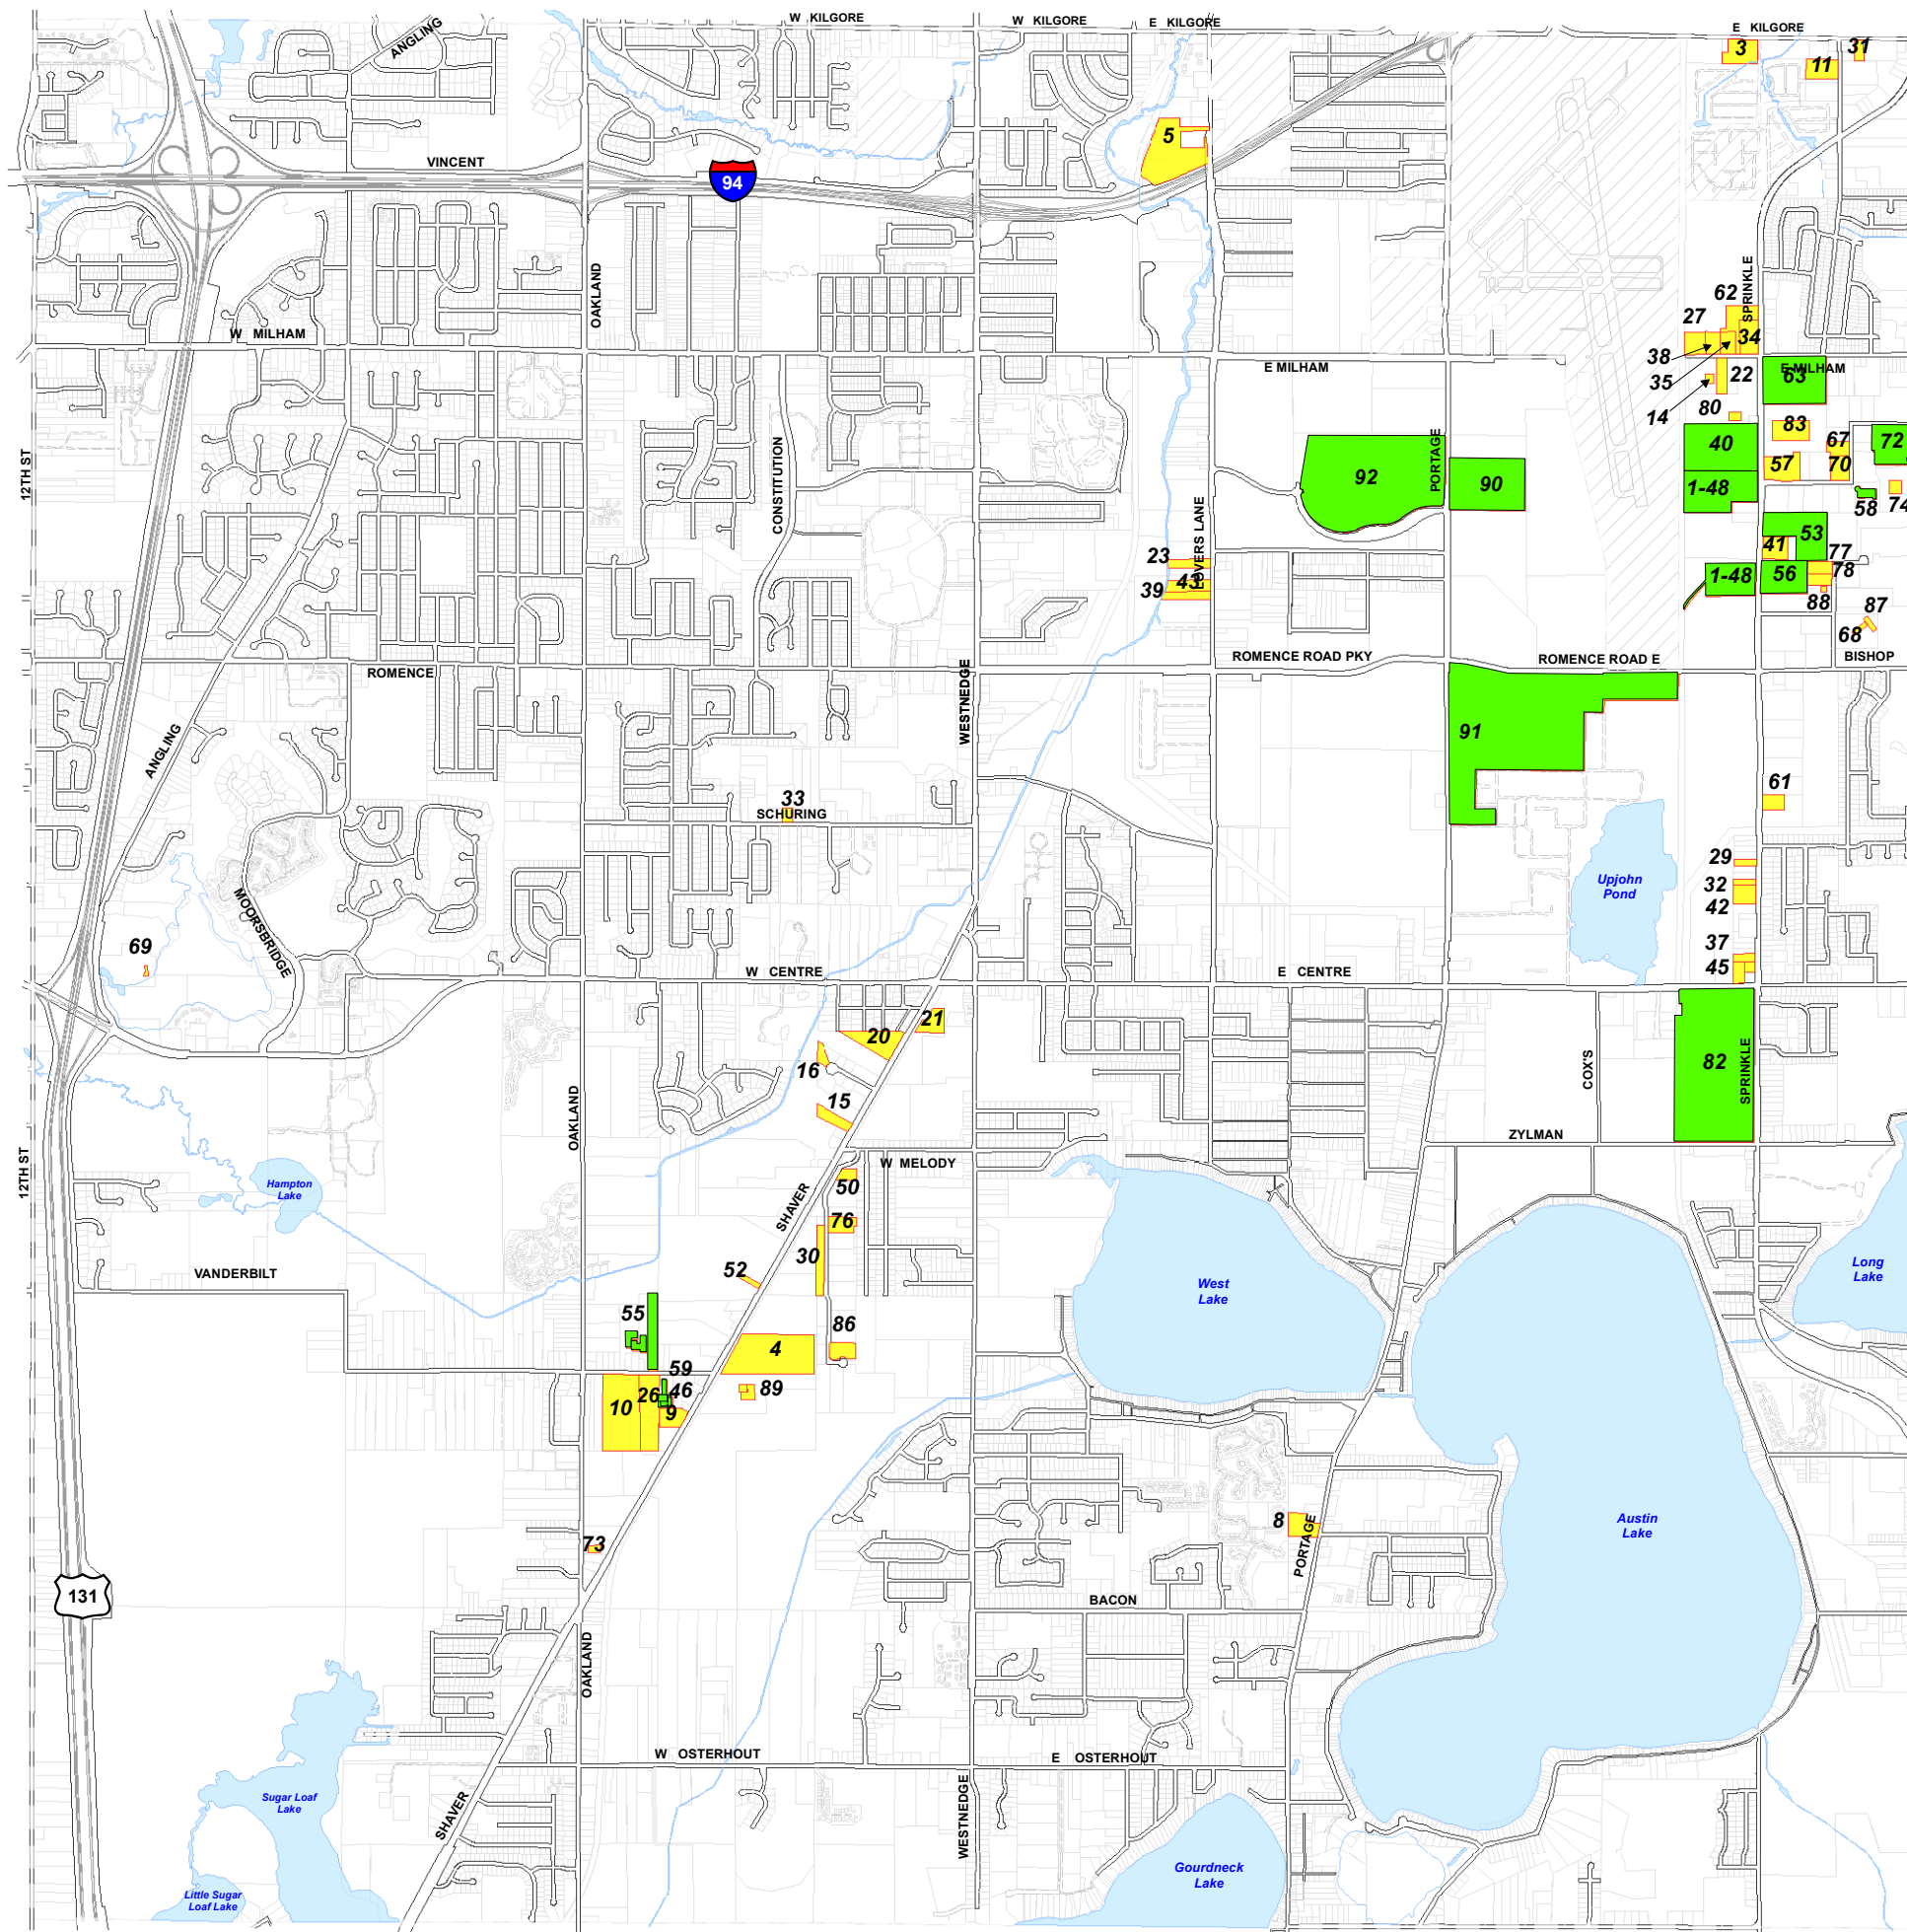 W KILGORE
W KILGORE
E KILGORE
E KILGORE
ANGLING
3
31
11
5
VINCENT
94
OAKLAND
SPRINKLE
62
27
34
W MILHAM
38
E MILHAM
E MILHAM
63
35
22
14
80
83
67
72
12TH ST
CONSTITUTION
PORTAGE
40
57
70
92
90
1-48
58
74
53
41
77
23
LOVERS LANE
43
39
1-48
56
78
88
87
68
ROMENCE
ROMENCE ROAD PKY
ROMENCE ROAD E
BISHOP
WESTNEDGE
ANGLING
91
61
33
SCHURING
29
Upjohn
Pond
32
42
MOORSBRIDGE
69
37
45
W CENTRE
E CENTRE
21
20
16
COX'S
82
SPRINKLE
15
OAKLAND
ZYLMAN
12TH ST
W MELODY
Hampton
Lake
50
SHAVER
76
30
52
VANDERBILT
West
Lake
Long
Lake
55
86
4
59
46
89
26
10
9
8
PORTAGE
Austin
Lake
73
131
BACON
OAKLAND
W OSTERHOUT
E OSTERHOUT
Sugar Loaf
Lake
SHAVER
WESTNEDGE
Gourdneck
Lake
Little Sugar
Loaf Lake